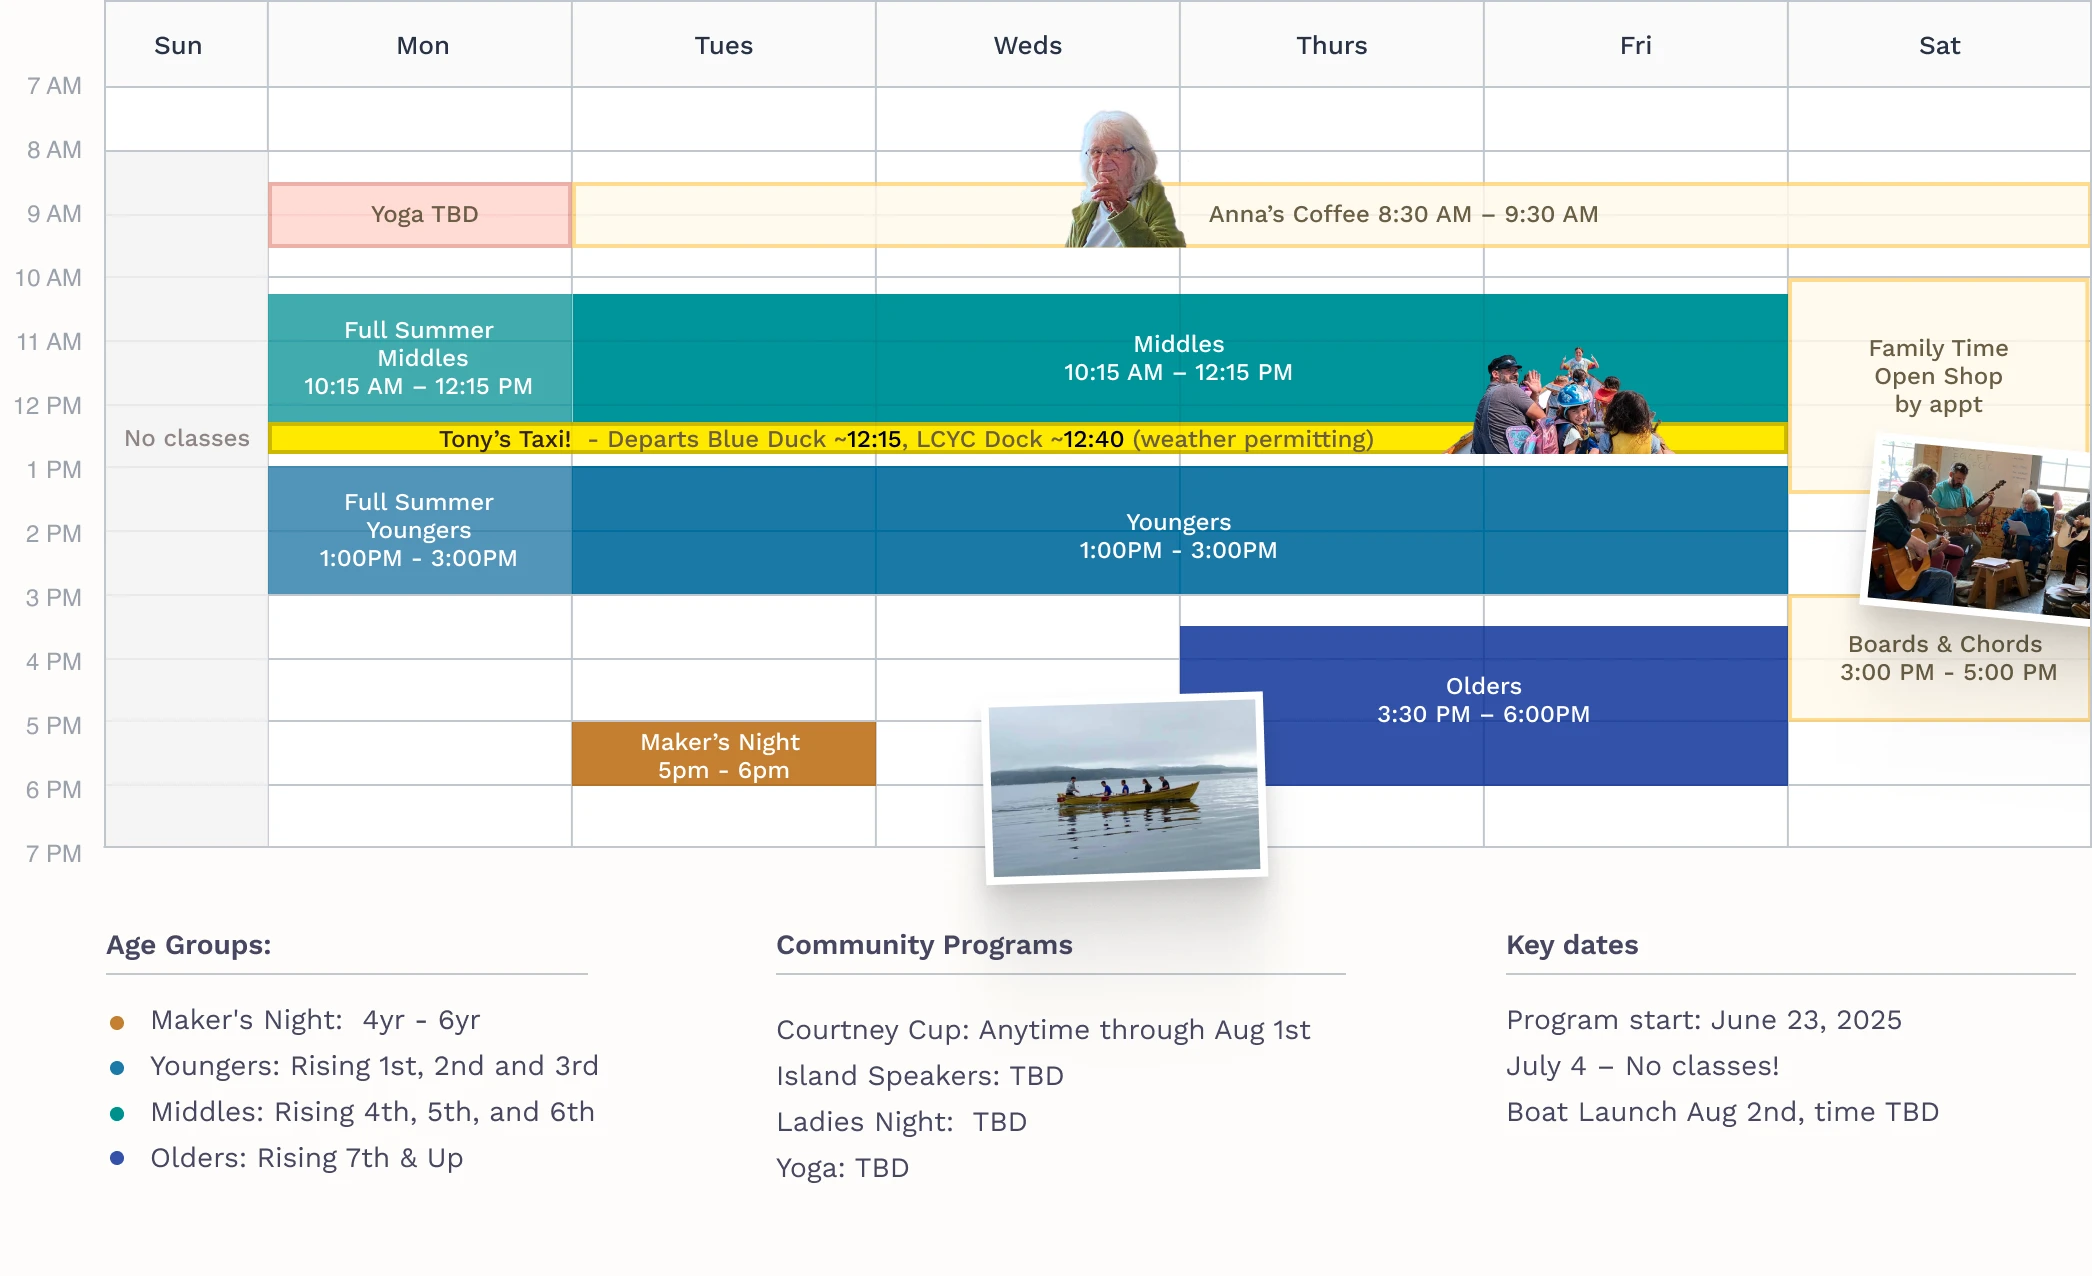 Sun Mon Tues Weds Thurs Fri Sat
7 AM
8 AM
9 AM
10 AM
11 AM
12 PM
1 PM
2 PM
3 PM
4 PM
5 PM
6 PM
7 PM
No classes
Yoga TBD
Anna’s Coffee 8:30 AM – 9:30 AM
Full Summer
Middles
10:15 AM – 12:15 PM
Middles
10:15 AM – 12:15 PM
Family Time
Open Shop
by appt
Tony’s Taxi! - Departs Blue Duck ~12:15, LCYC Dock ~12:40 (weather permitting)
Full Summer
Youngers
1:00PM - 3:00PM
Youngers
1:00PM - 3:00PM
Boards & Chords
3:00 PM - 5:00 PM
Olders
3:30 PM – 6:00PM
Maker’s Night
5pm - 6pm
Age Groups:
Maker's Night: 4yr - 6yr
Youngers: Rising 1st, 2nd and 3rd
Middles: Rising 4th, 5th, and 6th
Olders: Rising 7th & Up
Community Programs
Courtney Cup: Anytime through Aug 1st
Island Speakers: TBD
Ladies Night: TBD
Yoga: TBD
Key dates
Program start: June 23, 2025
July 4 – No classes!
Boat Launch Aug 2nd, time TBD